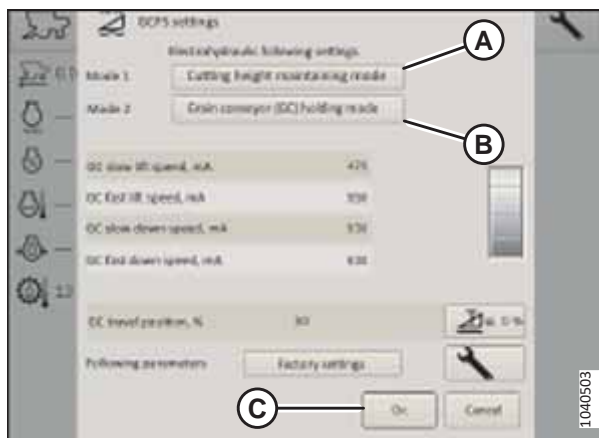 GCPS settings
Electrohydraulic following settings
Mode 1 Cutting height maintaining mode
Mode 2 Grain conveyor (GC) holding mode
GC slow lift speed, mA
GC fast lift speed, mA
GC slow down speed, mA
GC fast down speed, mA
GC travel position, %
Following parameters Factory settings
OK Cancel
A
B
C
1040503